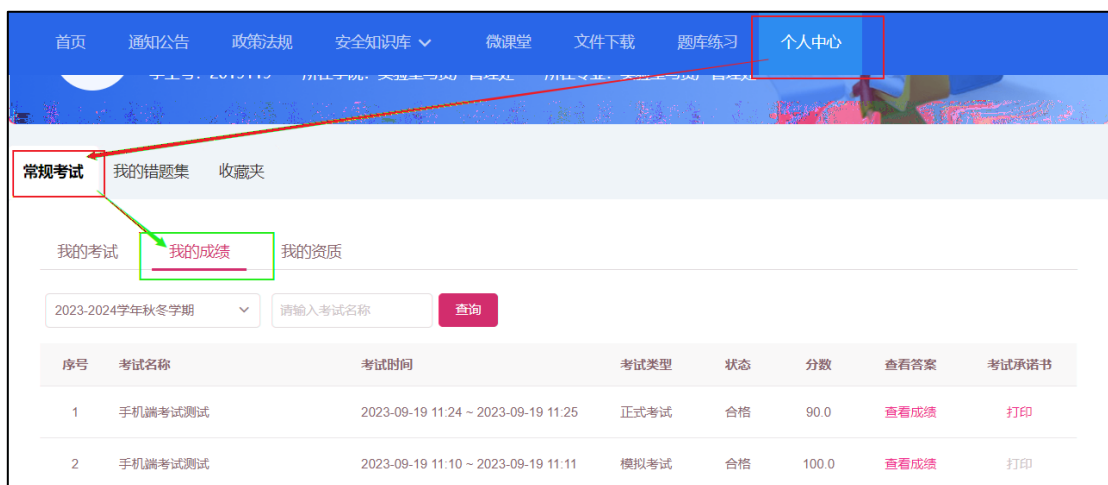 首页 通知公告 政策法规 安全知识库 微课堂 文件下载 题库练习 个人中心
常规考试 我的错题集 收藏夹
我的考试 我的成绩 我的资质
2023-2024学年秋冬学期 请输入考试名称 查询
序号 考试名称 考试时间 考试类型 状态 分数 查看答案 考试承诺书
1 手机端考试测试 2023-09-19 11:24 ~ 2023-09-19 11:25 正式考试 合格 90.0 查看成绩 打印
2 手机端考试测试 2023-09-19 11:10 ~ 2023-09-19 11:11 模拟考试 合格 100.0 查看成绩 打印